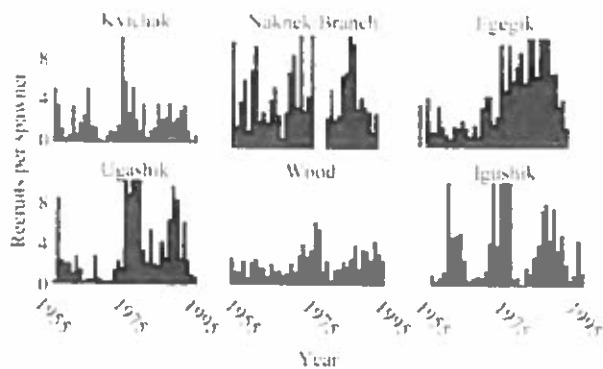 Kvichak
Naknek/Branch
Egegik
8
4
0
Recruits per spawner
Ugashik
Wood
Igushik
8
4
0
1955
1975
1995
1975
1995
1955
1975
1995
Year